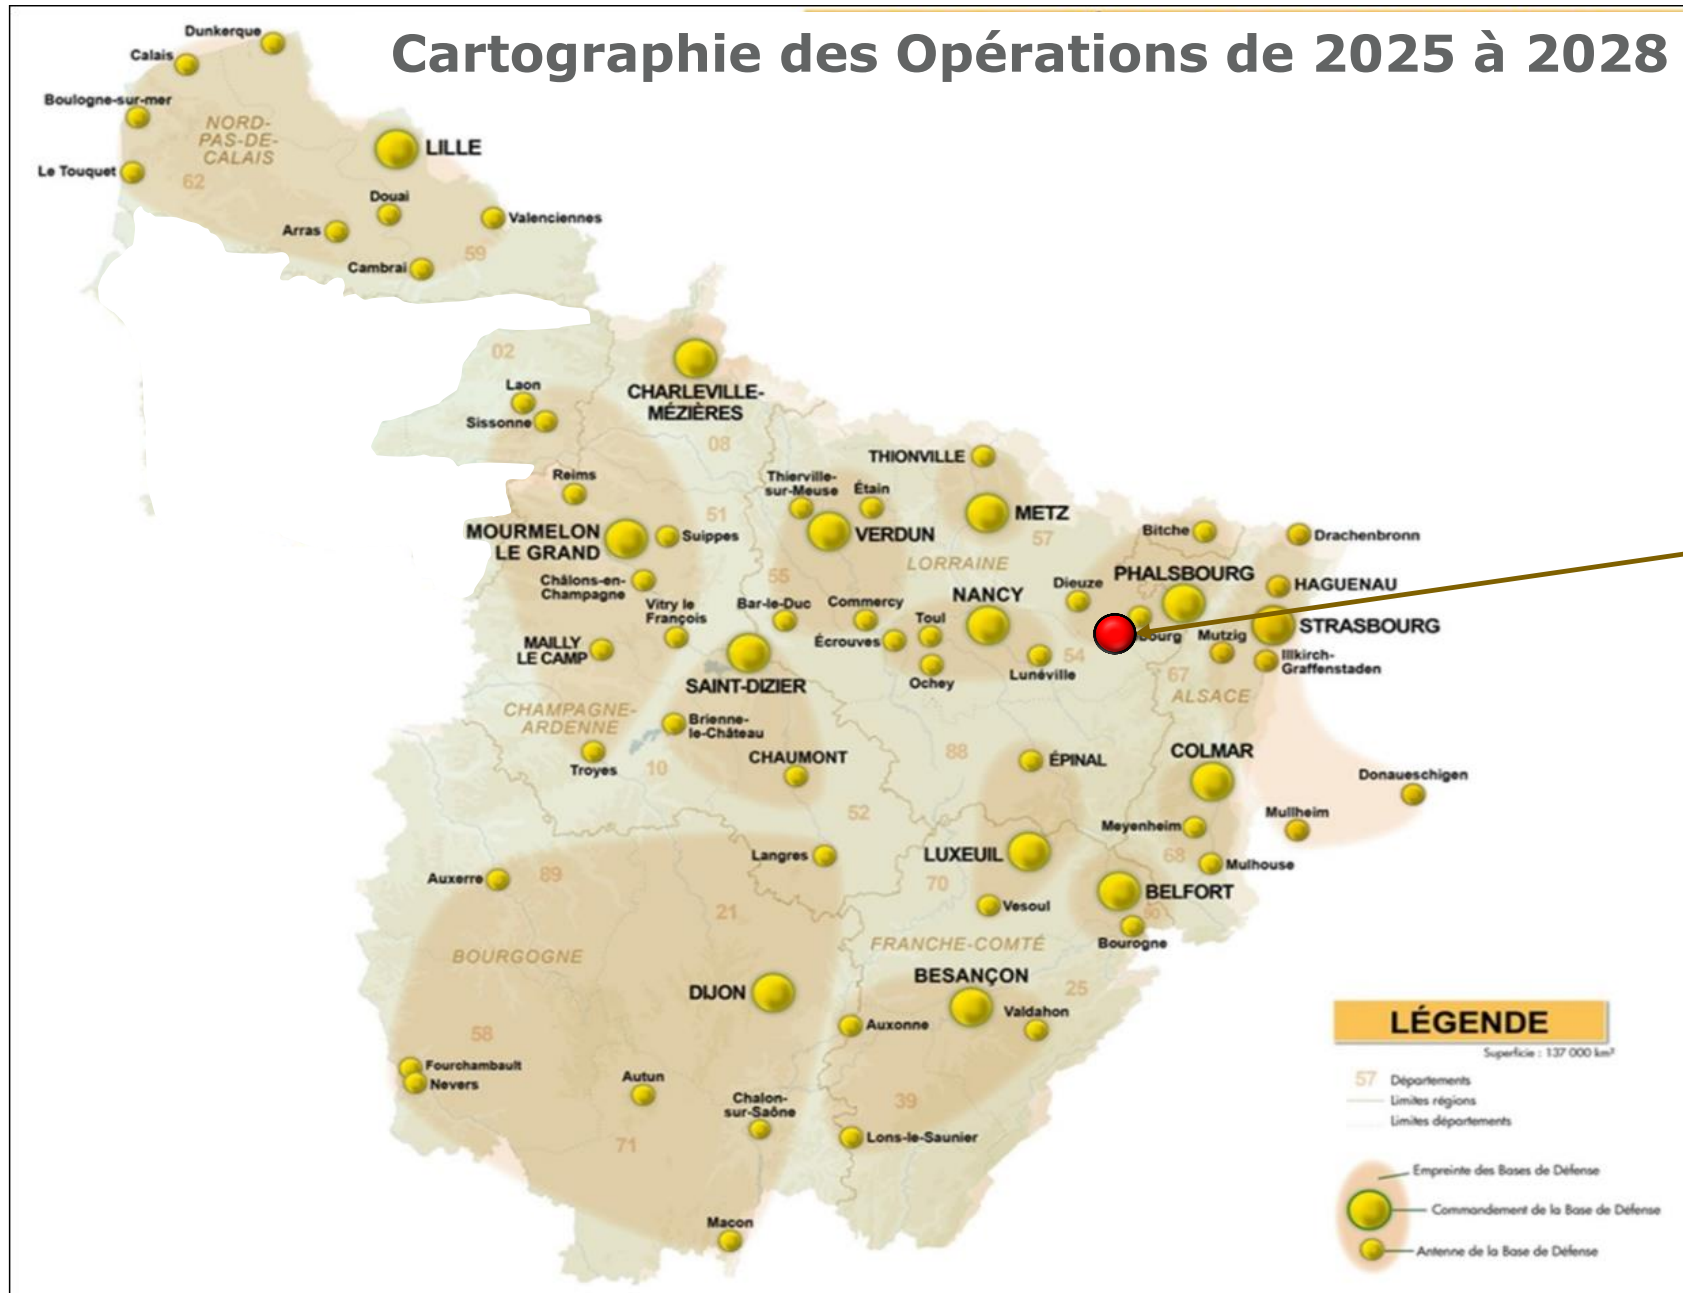 Cartographie des Opérations de 2025 à 2028
Dunkerque
Calais
Boulogne-sur-mer
NORD-
PAS-DE-
CALAIS
LILLE
Le Touquet
62
Douai
Valenciennes
Arras
59
Cambrai
02
Laon
Sissonne
CHARLEVILLE-
MÉZIÈRES
08
THIONVILLE
Reims
Thierville-
sur-Meuse
Étain
51
METZ
MOURMELON
LE GRAND
Suippes
VERDUN
57
Bitche
Drachenbronn
LORRAINE
Châlons-en-
Champagne
55
Dieuze
PHALSBOURG
HAGUENAU
Vitry le
François
Bar-le-Duc
Commercy
NANCY
Toul
Écrouves
bourg
Mutzig
STRASBOURG
MAILLY
LE CAMP
54
Illkirch-
Graffenstaden
Ochey
Lunéville
67
SAINT-DIZIER
ALSACE
CHAMPAGNE-
ARDENNE
Brienne-
le-Château
CHAUMONT
88
ÉPINAL
COLMAR
Troyes
10
Donaueschigen
52
Mullheim
Meyenheim
Langres
LUXEUIL
68
Mulhouse
Auxerre
89
70
BELFORT
90
Vesoul
21
Bourogne
BOURGOGNE
FRANCHE-COMTÉ
BESANÇON
DIJON
25
Auxonne
Valdahon
58
Fourchambault
Nevers
Autun
Chalon-
sur-Saône
39
71
Lons-le-Saunier
Macon
LÉGENDE
Superficie : 137 000 km²
57 Départements
Limites régions
Limites départements
Empreinte des Bases de Défense
Commandement de la Base de Défense
Antenne de la Base de Défense